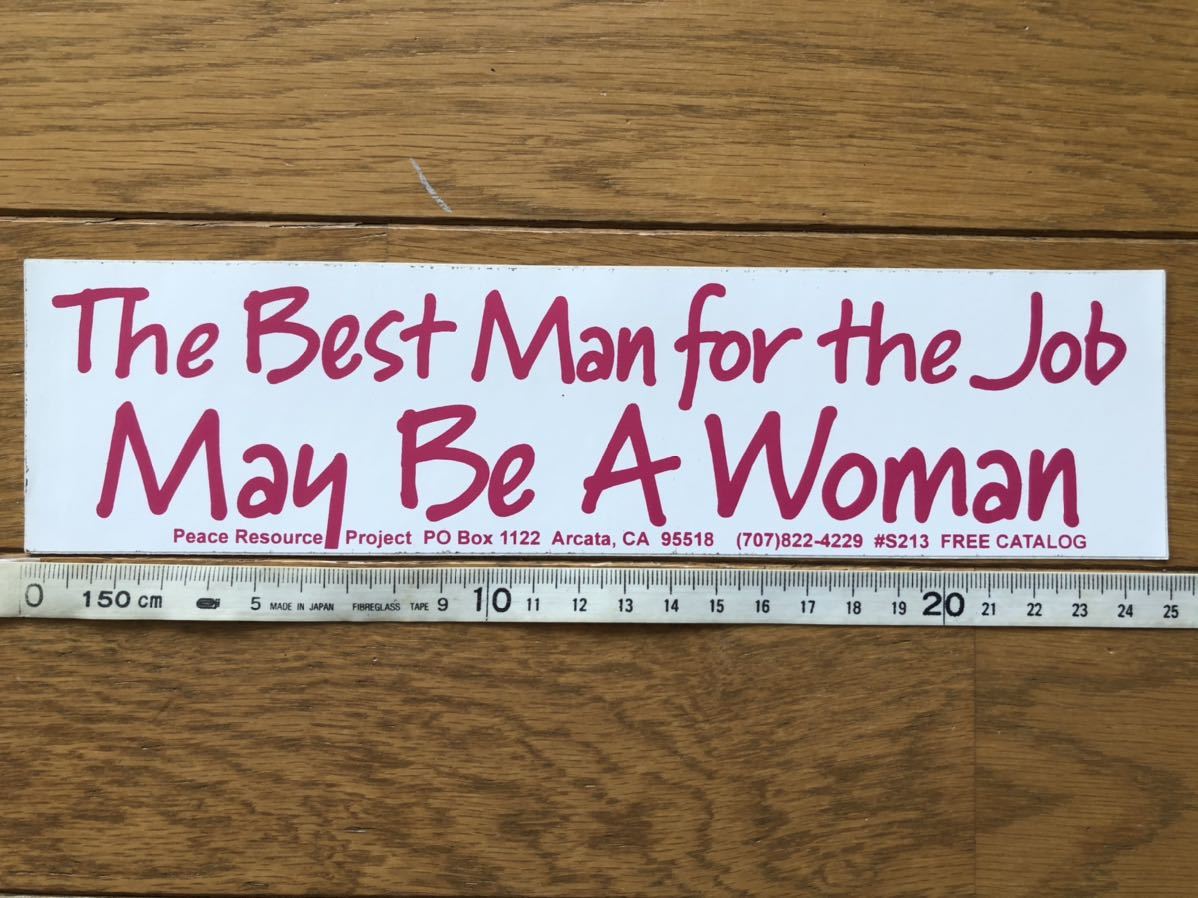 The Best Man for the Job
May Be A Woman
Peace Resource Project PO Box 1122 Arcata, CA 95518 (707)822-4229 #S213 FREE CATALOG
0 150 cm 5 MADE IN JAPAN FIBREGLASS TAPE 9 10 11 12 13 14 15 16 17 18 19 20 21 22 23 24 25